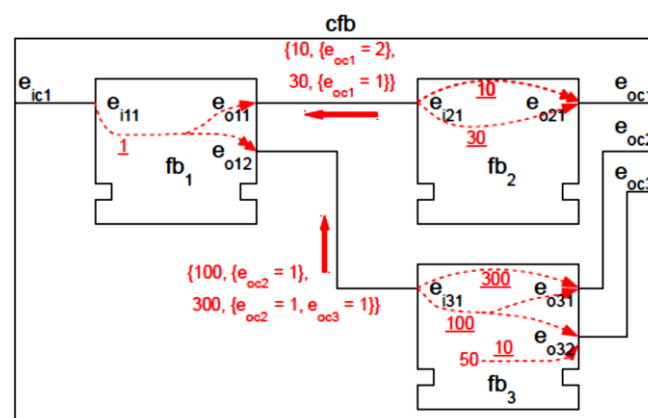 cfb
{10, {e_oc1 = 2},
30, {e_oc1 = 1}}
e_ic1
e_i11
e_o11
1
e_o12
fb_1
10
e_i21
e_o21
30
fb_2
e_oc1
e_oc2
e_oc3
{100, {e_oc2 = 1},
300, {e_oc2 = 1, e_oc3 = 1}}
300
e_i31
e_o31
100
e_o32
10
50
fb_3